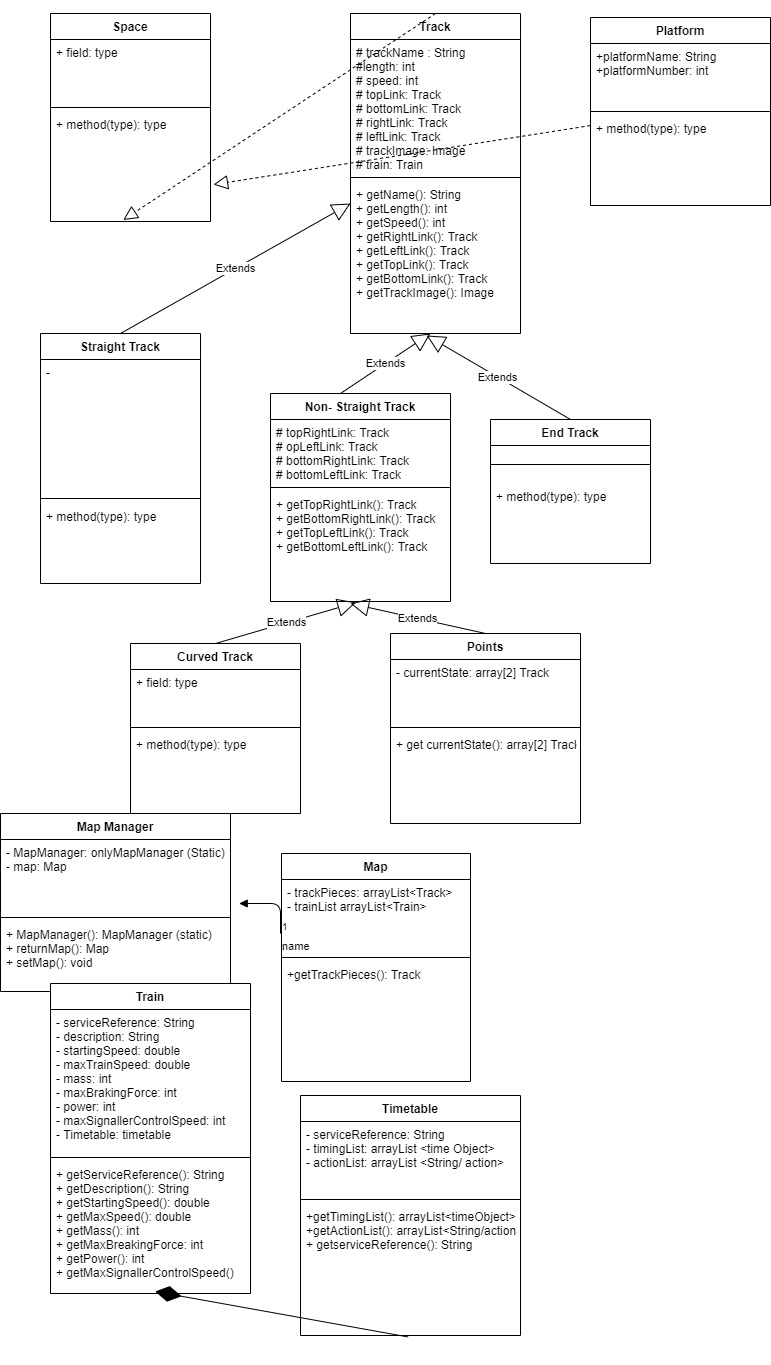 Space
+ field: type
+ method(type): type
Track
# trackName : String
#length: int
# speed: int
# topLink: Track
# bottomLink: Track
# rightLink: Track
# leftLink: Track
# trackImage: Image
# train: Train
+ getName(): String
+ getLength(): int
+ getSpeed(): int
+ getRightLink(): Track
+ getLeftLink(): Track
+ getTopLink(): Track
+ getBottomLink(): Track
+ getTrackImage(): Image
Platform
+platformName: String
+platformNumber: int
+ method(type): type
Extends
Straight Track
-
+ method(type): type
Extends
Extends
Non- Straight Track
# topRightLink: Track
# opLeftLink: Track
# bottomRightLink: Track
# bottomLeftLink: Track
+ getTopRightLink(): Track
+ getBottomRightLink(): Track
+ getTopLeftLink(): Track
+ getBottomLeftLink(): Track
End Track
+ method(type): type
Extends
Extends
Curved Track
+ field: type
+ method(type): type
Points
- currentState: array[2] Track
+ get currentState(): array[2] Track
Map Manager
- MapManager: onlyMapManager (Static)
- map: Map
+ MapManager(): MapManager (static)
+ returnMap(): Map
+ setMap(): void
Map
- trackPieces: arrayList<Track>
- trainList arrayList<Train>
1
name
+getTrackPieces(): Track
Train
- serviceReference: String
- description: String
- startingSpeed: double
- maxTrainSpeed: double
- mass: int
- maxBrakingForce: int
- power: int
- maxSignallerControlSpeed: int
- Timetable: timetable
+ getServiceReference(): String
+ getDescription(): String
+ getStartingSpeed(): double
+ getMaxSpeed(): double
+ getMass(): int
+ getMaxBreakingForce: int
+ getPower(): int
+ getMaxSignallerControlSpeed()
Timetable
- serviceReference: String
- timingList: arrayList <time Object>
- actionList: arrayList <String/ action>
+getTimingList(): arrayList<timeObject>
+getActionList(): arrayList<String/action
+ getserviceReference(): String